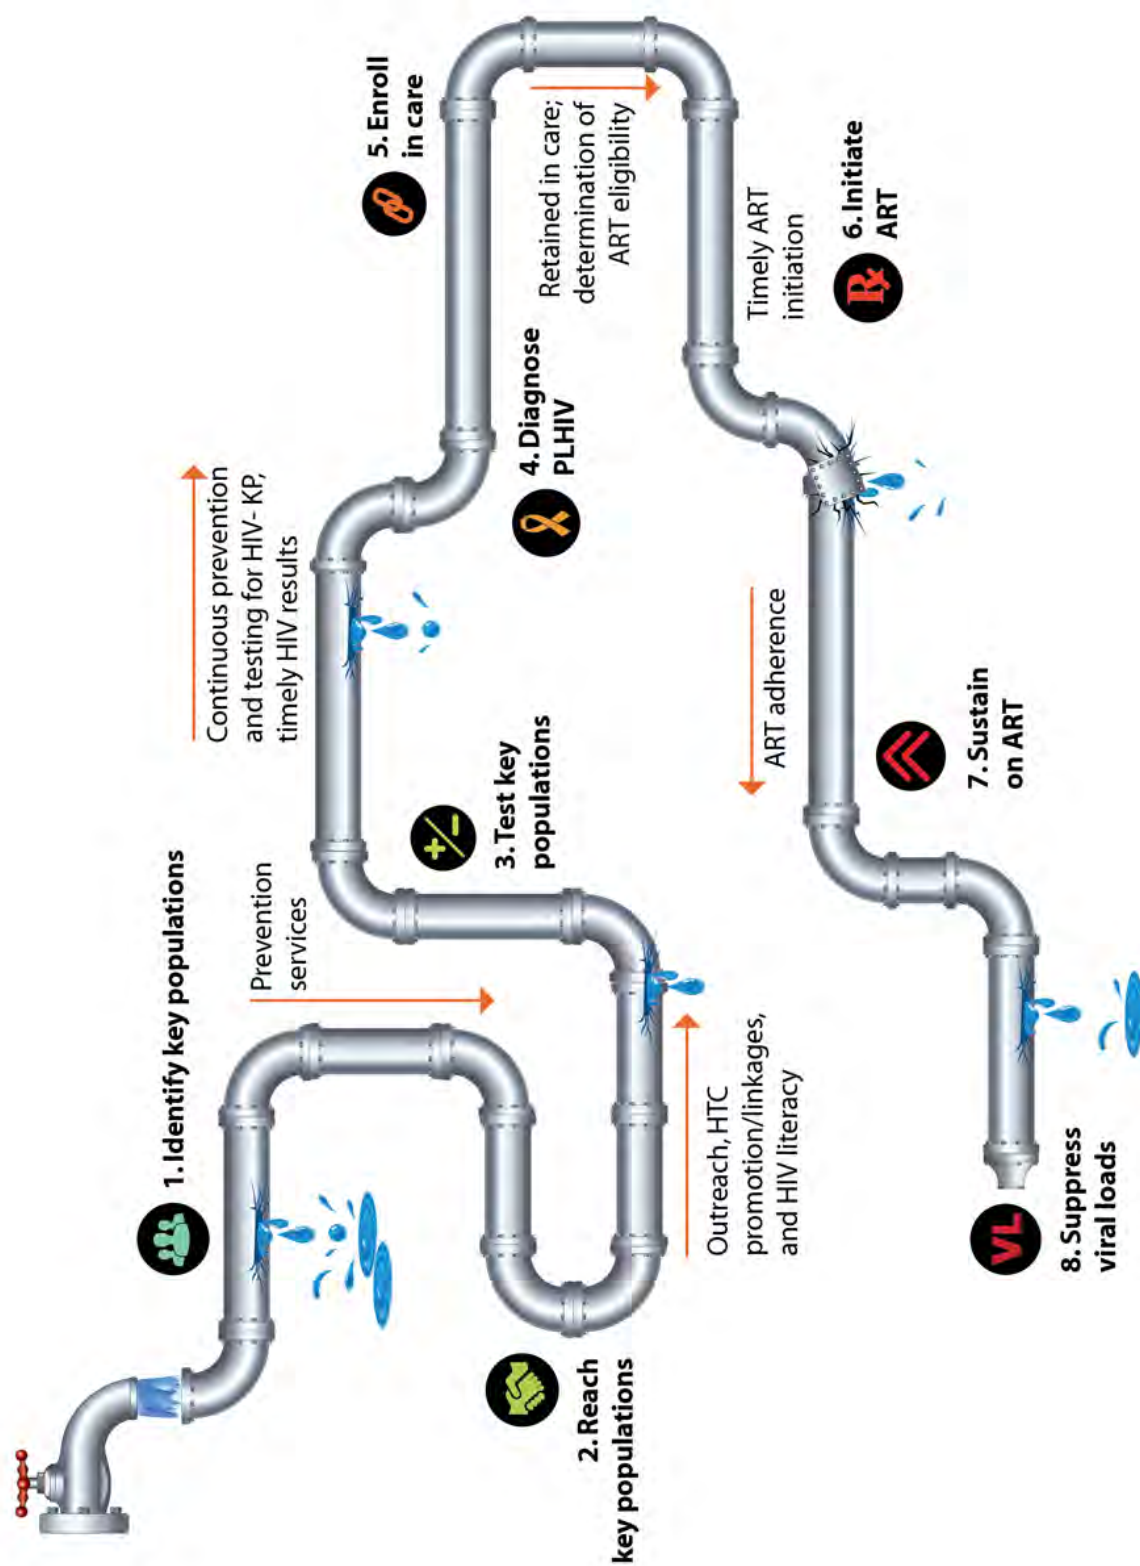 1. Identify key populations
Prevention
services
2. Reach
key populations
Outreach, HTC
promotion/linkages,
and HIV literacy
3. Test key
populations
Continuous prevention
and testing for HIV- KP,
timely HIV results
4. Diagnose
PLHIV
5. Enroll
in care
Retained in care;
determination of
ART eligibility
Timely ART
initiation
6. Initiate
ART
Rx
ART adherence
7. Sustain
on ART
VL
8. Suppress
viral loads
+/−